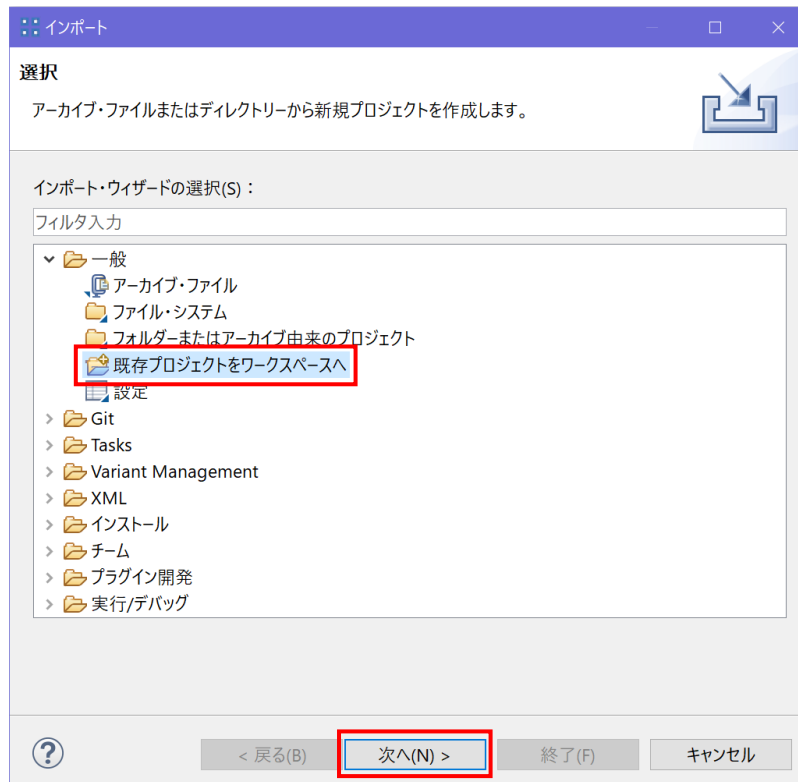 インポート
選択
アーカイブ・ファイルまたはディレクトリーから新規プロジェクトを作成します。
インポート・ウィザードの選択(S)：
フィルタ入力
一般
アーカイブ・ファイル
ファイル・システム
フォルダーまたはアーカイブ由来のプロジェクト
既存プロジェクトをワークスペースへ
設定
Git
Tasks
Variant Management
XML
インストール
チーム
プラグイン開発
実行/デバッグ
< 戻る(B) 次へ(N) > 終了(F) キャンセル